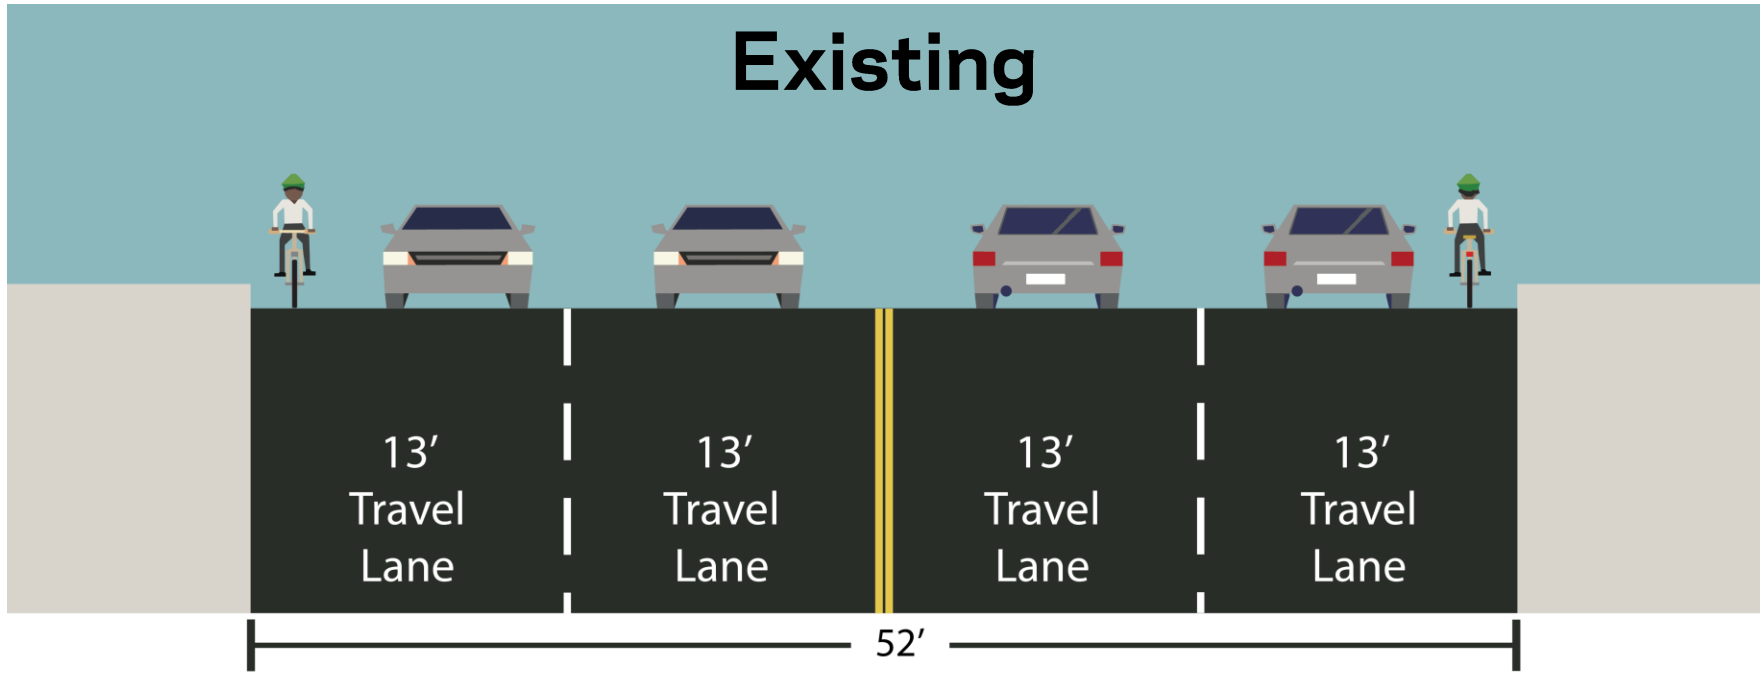 Existing
13’
Travel
Lane
13’
Travel
Lane
13’
Travel
Lane
13’
Travel
Lane
52’